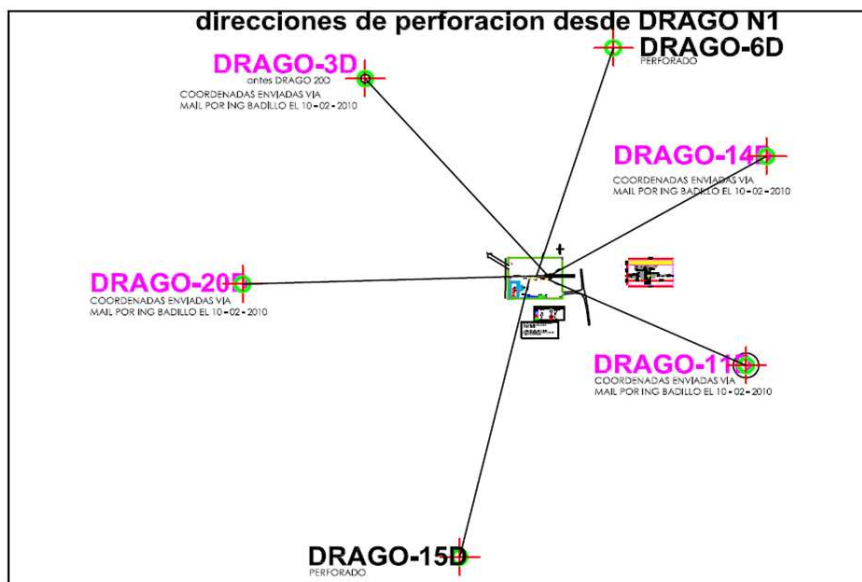 direcciones de perforacion desde DRAGO N1
DRAGO-6D
PERFORADO
DRAGO-3D
antes DRAGO 20D
COORDENADAS ENVIADAS VIA
MAIL POR ING BADILLO EL 10-02-2010
DRAGO-14D
COORDENADAS ENVIADAS VIA
MAIL POR ING BADILLO EL 10-02-2010
DRAGO-20D
COORDENADAS ENVIADAS VIA
MAIL POR ING BADILLO EL 10-02-2010
DRAGO-11D
COORDENADAS ENVIADAS VIA
MAIL POR ING BADILLO EL 10-02-2010
DRAGO-15D
PERFORADO